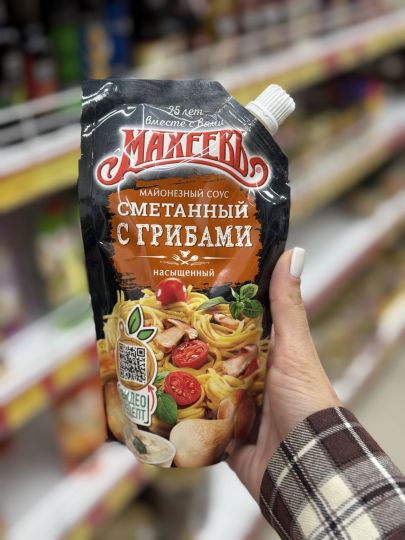 25 лет
вместе с Вами
МАХЕЕВЪ
МАЙОНЕЗНЫЙ СОУС
СМЕТАННЫЙ
С ГРИБАМИ
НАСЫЩЕННЫЙ
ВИДЕО
РЕЦЕПТ